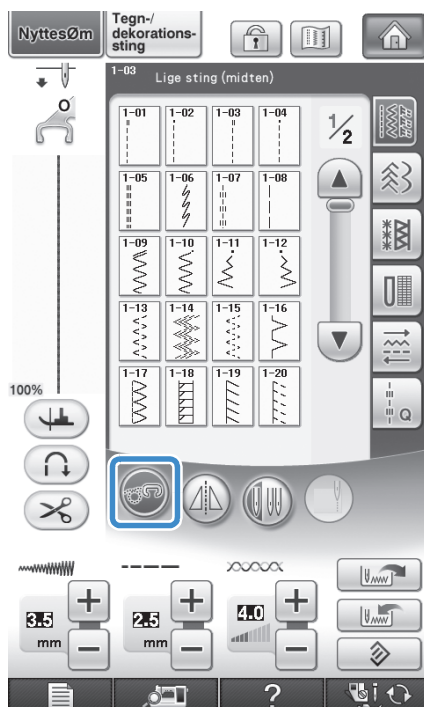 NyttesØm
Tegn-/
dekorations-
sting
1-03
Lige sting (midten)
O
1-01 1-02 1-03 1-04
1/2
1-05 1-06 1-07 1-08
1-09 1-10 1-11 1-12
1-13 1-14 1-15 1-16
1-17 1-18 1-19 1-20
Q
100%
3.5 2.5 4.0
mm mm
?
i